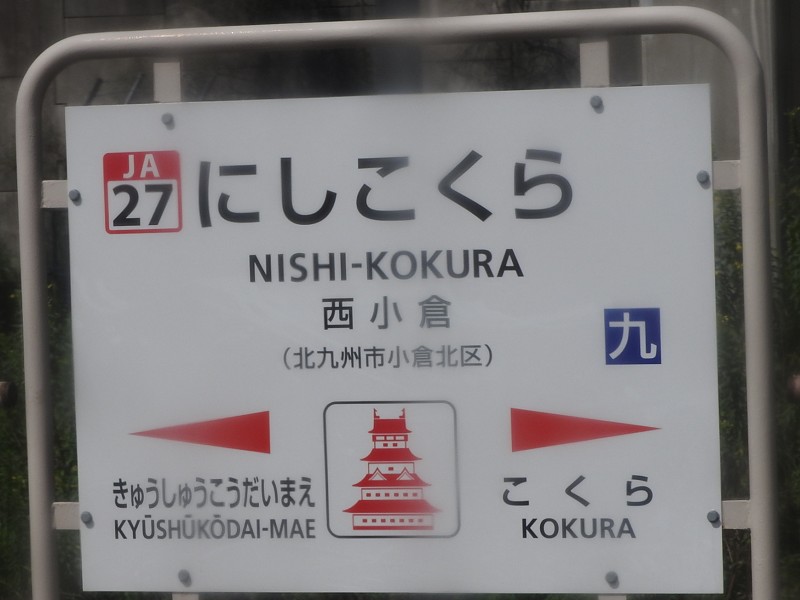 JA
27
にしこくら
NISHI-KOKURA
西小倉
(北九州市小倉北区)
九
きゅうしゅうこうだいまえ
KYŪSHŪKŌDAI-MAE
こくら
KOKURA